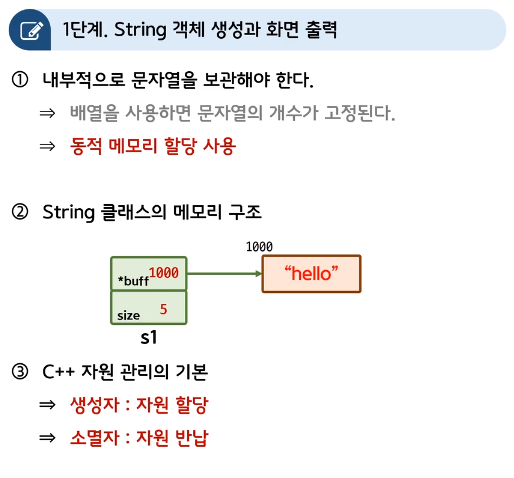 1단계. String 객체 생성과 화면 출력
① 내부적으로 문자열을 보관해야 한다.
⇒ 배열을 사용하면 문자열의 개수가 고정된다.
⇒ 동적 메모리 할당 사용
② String 클래스의 메모리 구조
1000
*buff 1000
“hello”
size 5
s1
③ C++ 자원 관리의 기본
⇒ 생성자 : 자원 할당
⇒ 소멸자 : 자원 반납